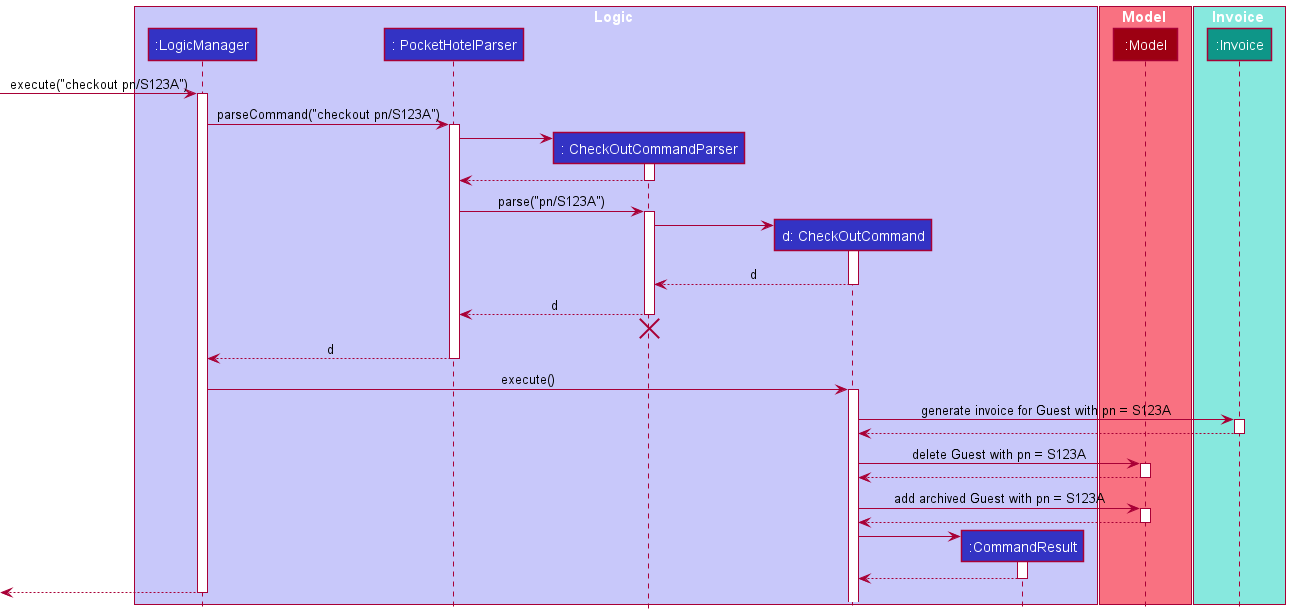 Logic
Model
Invoice
:LogicManager
: PocketHotelParser
:Model
:Invoice
execute("checkout pn/S123A")
parseCommand("checkout pn/S123A")
: CheckOutCommandParser
parse("pn/S123A")
d: CheckOutCommand
d
d
d
execute()
generate invoice for Guest with pn = S123A
delete Guest with pn = S123A
add archived Guest with pn = S123A
:CommandResult